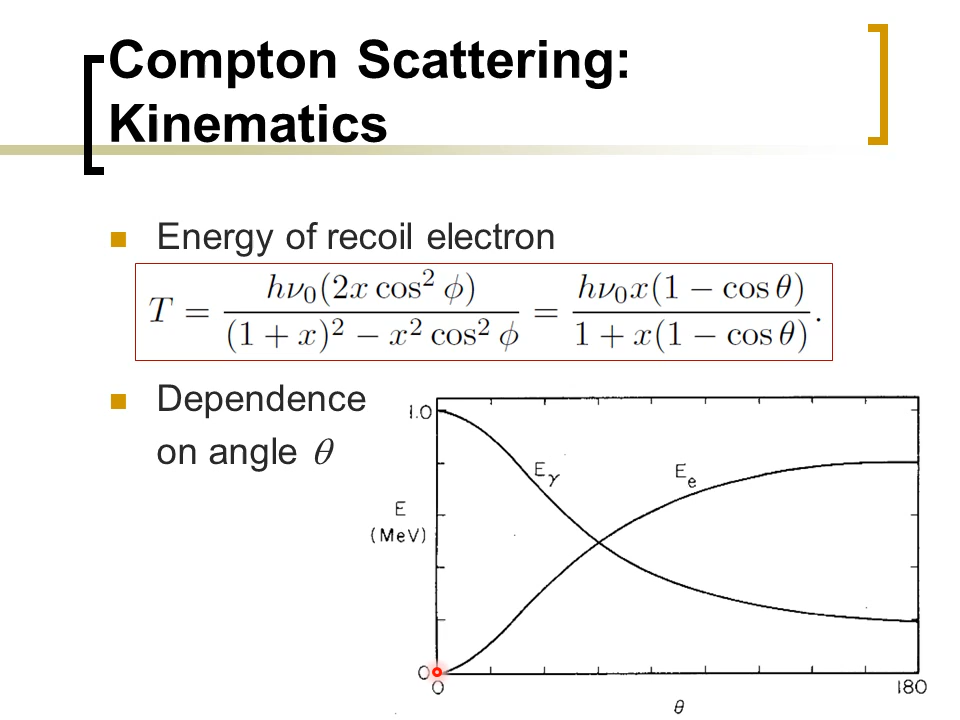 Compton Scattering:
Kinematics
Energy of recoil electron
T = hν₀(2x cos² φ) / ((1 + x)² − x² cos² φ) = hν₀x(1 − cos θ) / (1 + x(1 − cos θ)).
Dependence
on angle θ
1.0
E
(MeV)
0
Eγ
Ee
0
180
θ